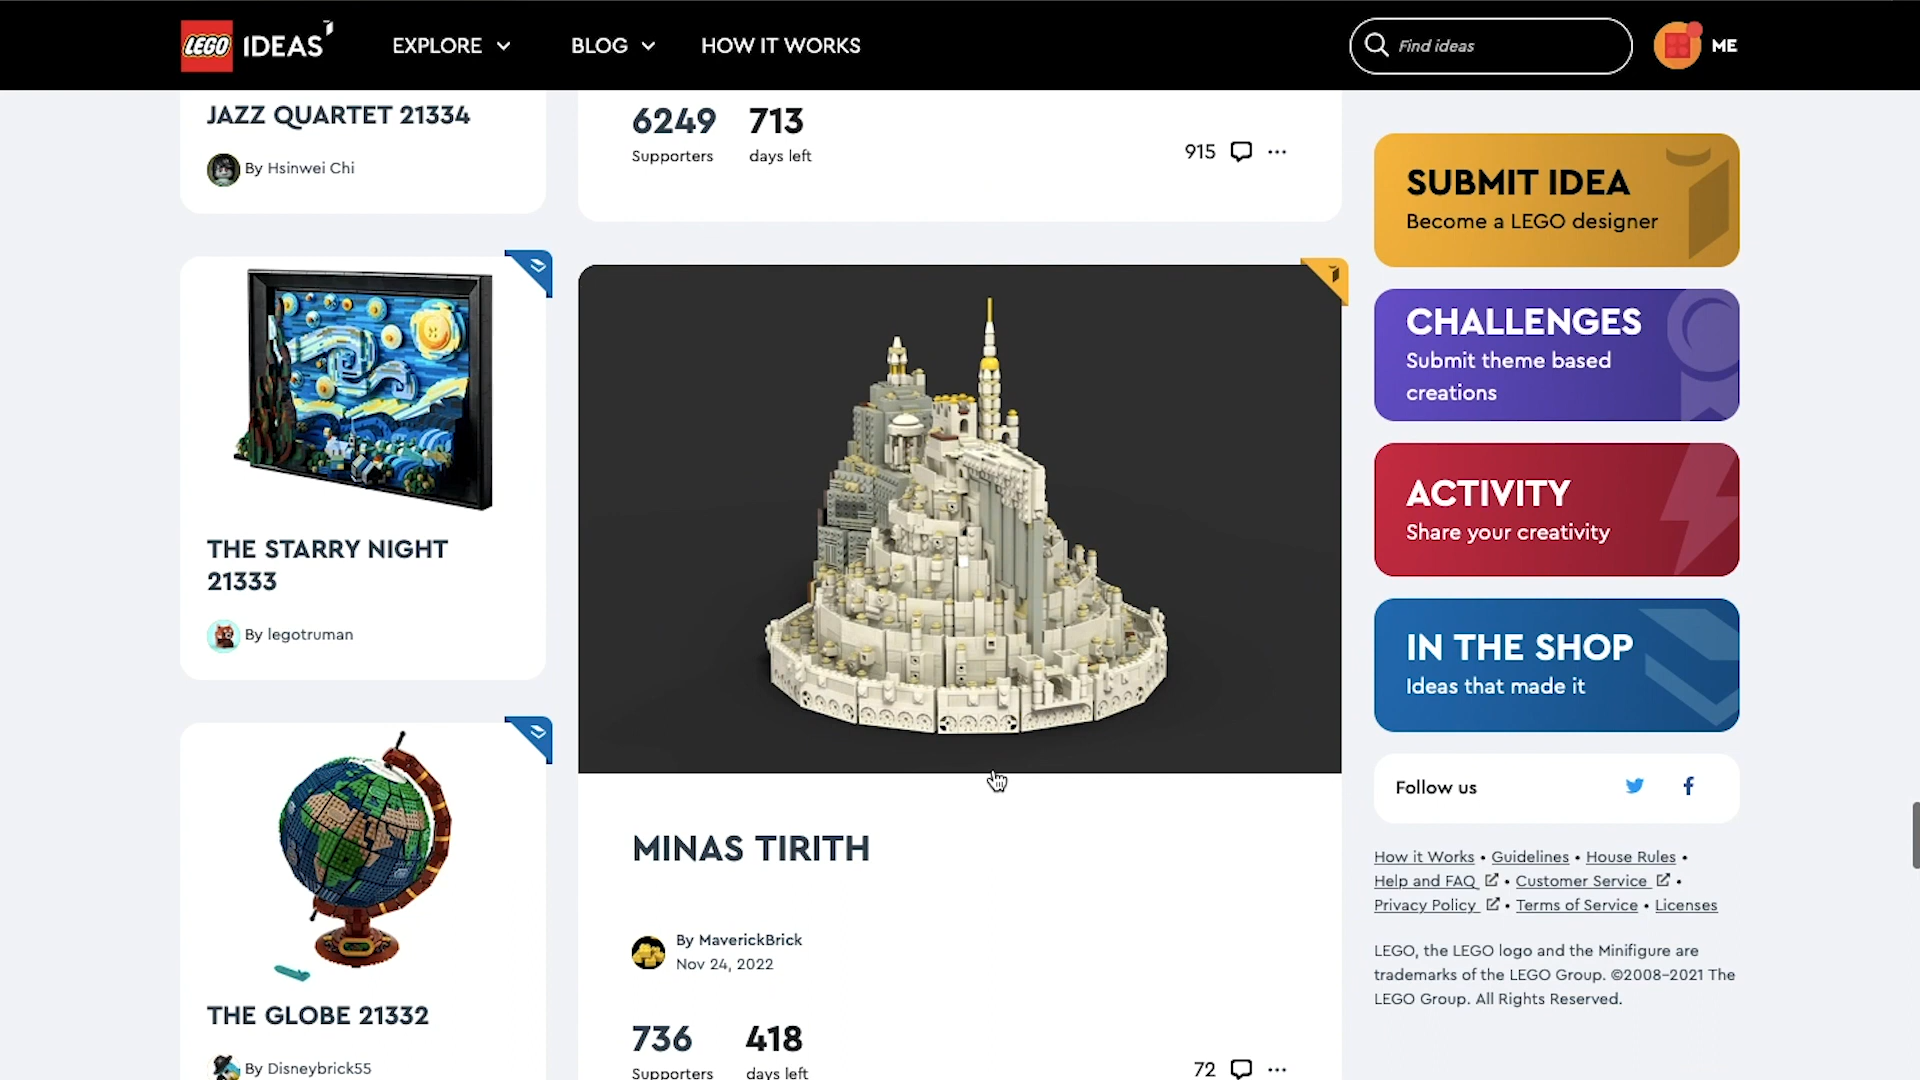 LEGO IDEAS
EXPLORE
BLOG
HOW IT WORKS
Find ideas
ME
JAZZ QUARTET 21334
By Hsinwei Chi
THE STARRY NIGHT
21333
By legotruman
THE GLOBE 21332
By Disneybrick55
6249 713
Supporters days left
915
MINAS TIRITH
By MaverickBrick
Nov 24, 2022
736 418
Supporters days left
72
SUBMIT IDEA
Become a LEGO designer
CHALLENGES
Submit theme based
creations
ACTIVITY
Share your creativity
IN THE SHOP
Ideas that made it
Follow us
How it Works • Guidelines • House Rules •
Help and FAQ • Customer Service •
Privacy Policy • Terms of Service • Licenses
LEGO, the LEGO logo and the Minifigure are
trademarks of the LEGO Group. ©2008-2021 The
LEGO Group. All Rights Reserved.